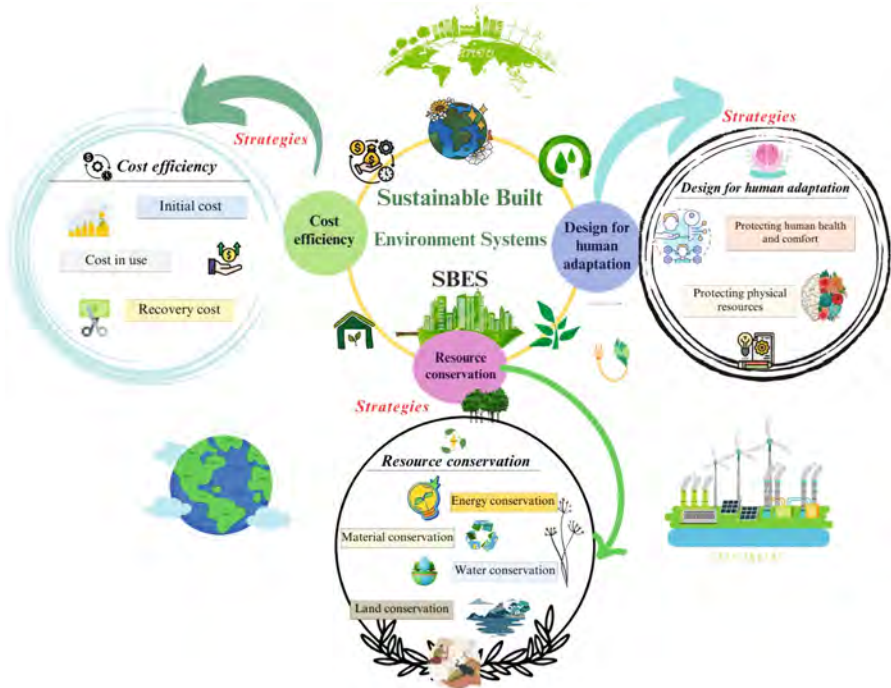 Strategies
Cost efficiency
Initial cost
Cost in use
Recovery cost
Sustainable Built
Environment Systems
SBES
Cost
efficiency
Design for
human
adaptation
Resource
conservation
Strategies
Design for human adaptation
Protecting human health
and comfort
Protecting physical
resources
Strategies
Resource conservation
Energy conservation
Material conservation
Water conservation
Land conservation